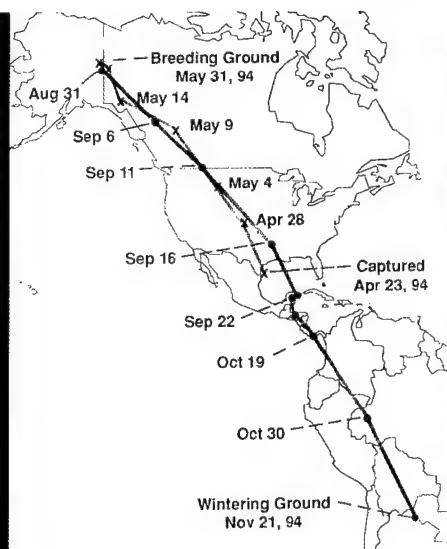 Breeding Ground
May 31, 94
Aug 31
May 14
Sep 6
May 9
Sep 11
May 4
Apr 28
Sep 16
Captured
Apr 23, 94
Sep 22
Oct 19
Oct 30
Wintering Ground
Nov 21, 94